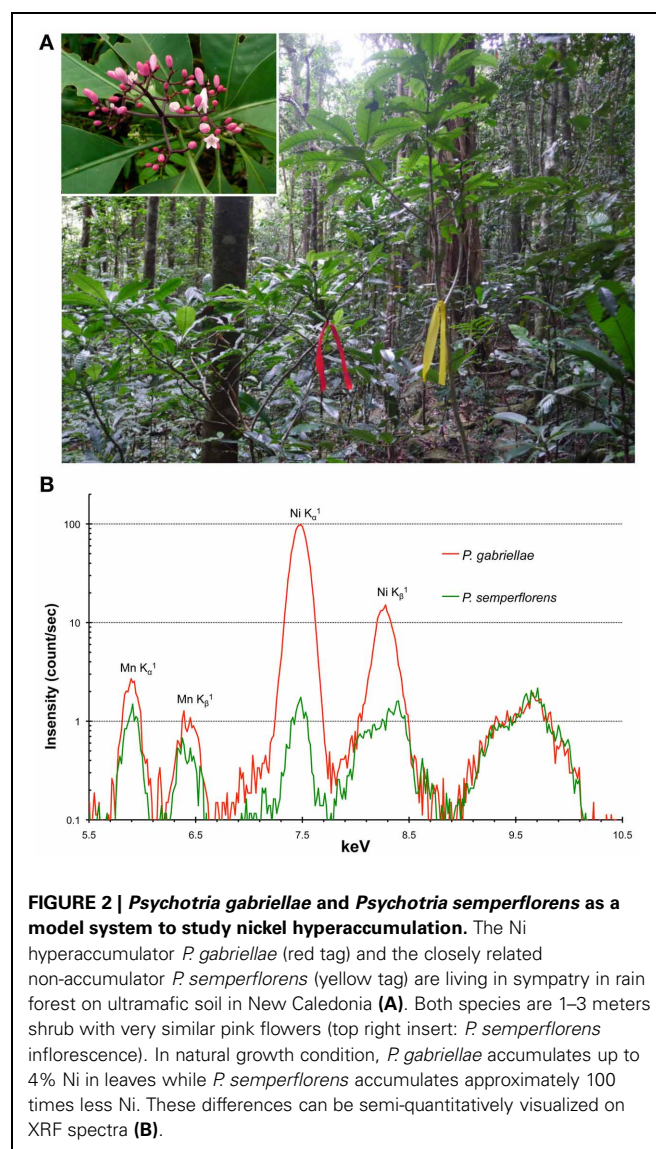 A
B
Ni Kα¹
100
P. gabriellae
Ni Kβ¹
P. semperflorens
10
Mn Kα¹
Mn Kβ¹
1
0.1
Insensity (count/sec)
5.5 6.5 7.5 8.5 9.5 10.5
keV
FIGURE 2 | Psychotria gabriellae and Psychotria semperflorens as a
model system to study nickel hyperaccumulation. The Ni
hyperaccumulator P. gabriellae (red tag) and the closely related
non-accumulator P. semperflorens (yellow tag) are living in sympatry in rain
forest on ultramafic soil in New Caledonia (A). Both species are 1–3 meters
shrub with very similar pink flowers (top right insert: P. semperflorens
inflorescence). In natural growth condition, P. gabriellae accumulates up to
4% Ni in leaves while P. semperflorens accumulates approximately 100
times less Ni. These differences can be semi-quantitatively visualized on
XRF spectra (B).